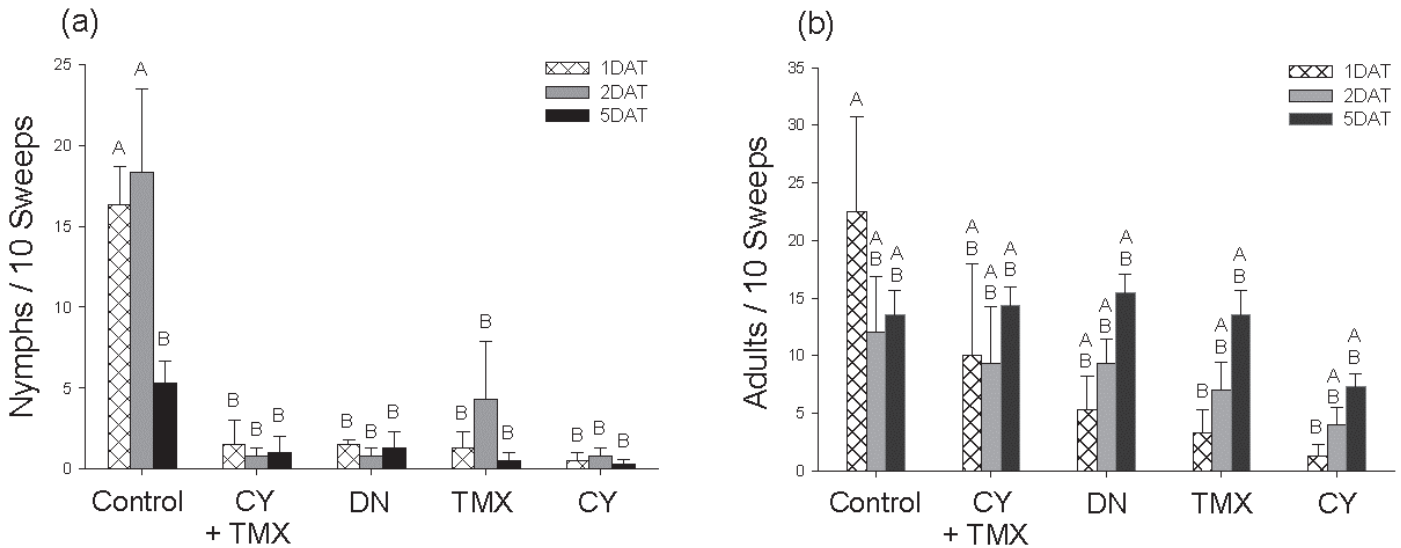 (a)
Nymphs / 10 Sweeps
25
20
15
10
5
0
1DAT
2DAT
5DAT
A
A
B
B
B
B
B
B
B
B
B
B
B
B
B
Control
CY
+ TMX
DN
TMX
CY
(b)
Adults / 10 Sweeps
35
30
25
20
15
10
5
0
1DAT
2DAT
5DAT
A
A
B
A
B
A
B
A
B
A
B
A
B
A
B
A
B
B
A
B
A
B
B
A
B
A
B
Control
CY
+ TMX
DN
TMX
CY